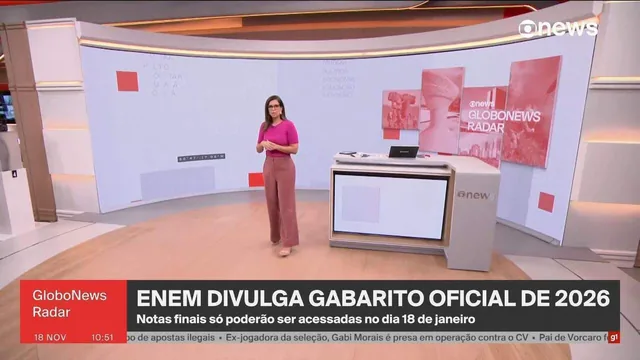 news
news
GLOBONEWS
RADAR
news
GloboNews
Radar
18 NOV 10:51
ENEM DIVULGA GABARITO OFICIAL DE 2026
Notas finais só poderão ser acessadas no dia 18 de janeiro
po de apostas ilegais • Ex-jogadora da seleção, Gabi Morais é presa em operação contra o CV • Pai de Vorcaro f
g1